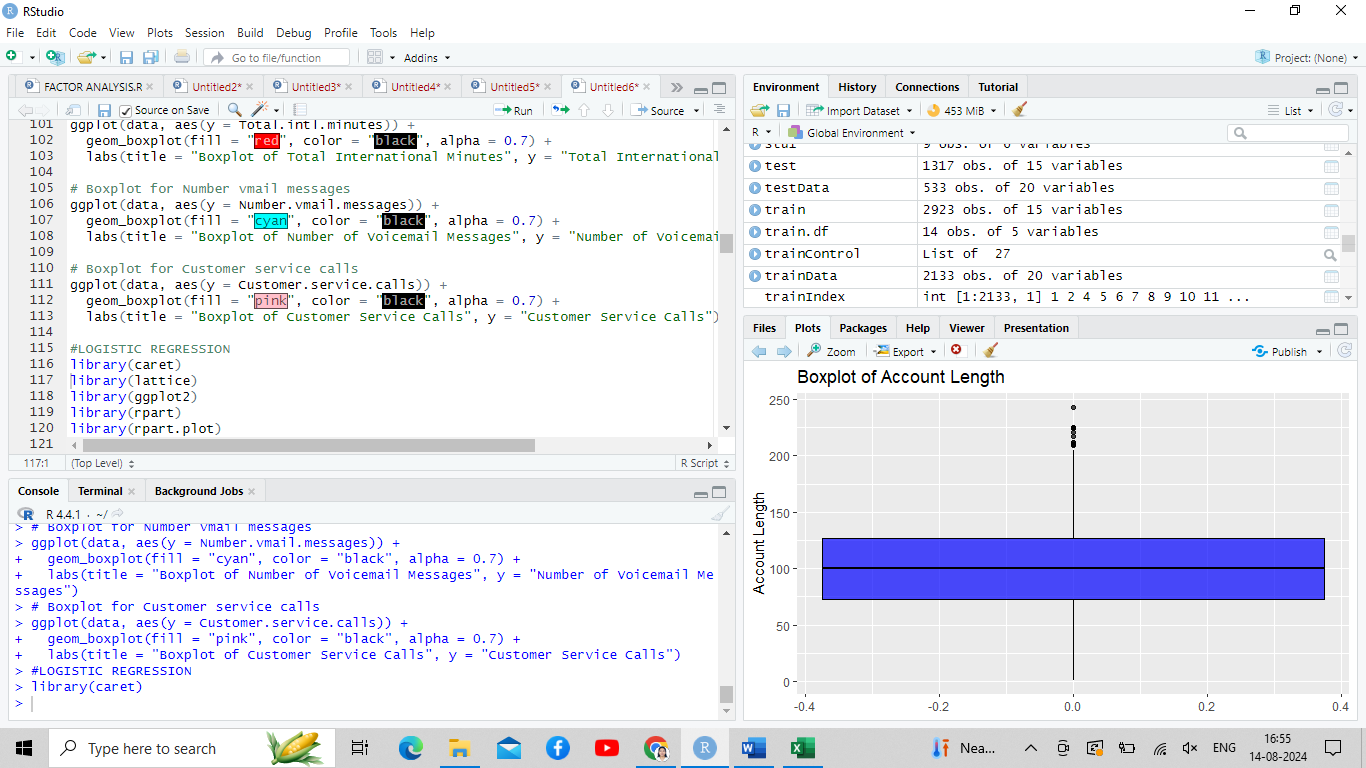 RStudio
File Edit Code View Plots Session Build Debug Profile Tools Help
Go to file/function Addins Project: (None)
FACTOR ANALYSIS.R Untitled2* Untitled3* Untitled4* Untitled5* Untitled6*
Source on Save Run Source
101 ggplot(data, aes(y = Total.intl.minutes)) +
102 geom_boxplot(fill = "red", color = "black", alpha = 0.7) +
103 labs(title = "Boxplot of Total International Minutes", y = "Total International
104
105 # Boxplot for Number vmail messages
106 ggplot(data, aes(y = Number.vmail.messages)) +
107 geom_boxplot(fill = "cyan", color = "black", alpha = 0.7) +
108 labs(title = "Boxplot of Number of Voicemail Messages", y = "Number of Voicemai
109
110 # Boxplot for Customer service calls
111 ggplot(data, aes(y = Customer.service.calls)) +
112 geom_boxplot(fill = "pink", color = "black", alpha = 0.7) +
113 labs(title = "Boxplot of Customer Service Calls", y = "Customer Service Calls")
114
115 #LOGISTIC REGRESSION
116 library(caret)
117 library(lattice)
118 library(ggplot2)
119 library(rpart)
120 library(rpart.plot)
121
117:1 (Top Level) R Script
Console Terminal Background Jobs
R 4.4.1 · ~/
> # Boxplot for Number vmail messages
> ggplot(data, aes(y = Number.vmail.messages)) +
+ geom_boxplot(fill = "cyan", color = "black", alpha = 0.7) +
+ labs(title = "Boxplot of Number of Voicemail Messages", y = "Number of Voicemail Me
ssages")
> # Boxplot for Customer service calls
> ggplot(data, aes(y = Customer.service.calls)) +
+ geom_boxplot(fill = "pink", color = "black", alpha = 0.7) +
+ labs(title = "Boxplot of Customer Service Calls", y = "Customer Service Calls")
> #LOGISTIC REGRESSION
> library(caret)
>
Environment History Connections Tutorial
Import Dataset 453 MiB List
R Global Environment
test 1317 obs. of 15 variables
testData 533 obs. of 20 variables
train 2923 obs. of 15 variables
train.df 14 obs. of 5 variables
trainControl List of 27
trainData 2133 obs. of 20 variables
trainIndex int [1:2133, 1] 1 2 4 5 6 7 8 9 10 11 ...
Files Plots Packages Help Viewer Presentation
Zoom Export Publish
Boxplot of Account Length
250
200
150
100
50
0
Account Length
-0.4 -0.2 0.0 0.2 0.4
Type here to search
Nea... ENG 16:55
14-08-2024